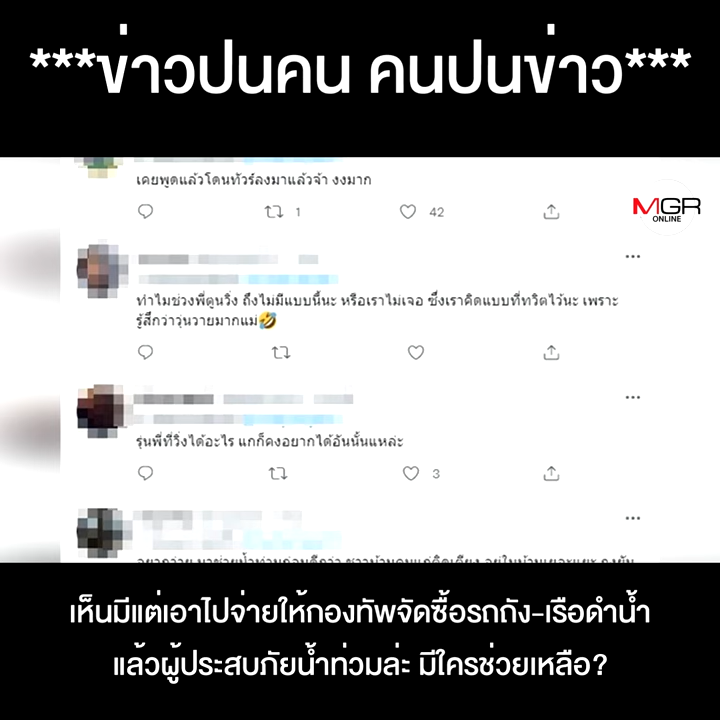 ***ข่าวปนคน คนปนข่าว***
เคยพูดแล้วโดนทัวร์ลงมาแล้วจ้า งงมาก
1 42
MGR
ONLINE
ทำไมช่วงพี่ตูนวิ่ง ถึงไม่มีแบบนี้นะ หรือเราไม่เจอ ซึ่งเราคิดแบบที่ทวิตไว้นะ เพราะ
รู้สึกว่าวุ่นวายมากแม่🤣
รุ่นพี่ที่วิ่งได้อะไร แกก็คงอยากได้อันนั้นแหล่ะ
3
เห็นมีแต่เอาไปจ่ายให้กองทัพจัดซื้อรถถัง-เรือดำน้ำ
แล้วผู้ประสบภัยน้ำท่วมล่ะ มีใครช่วยเหลือ?